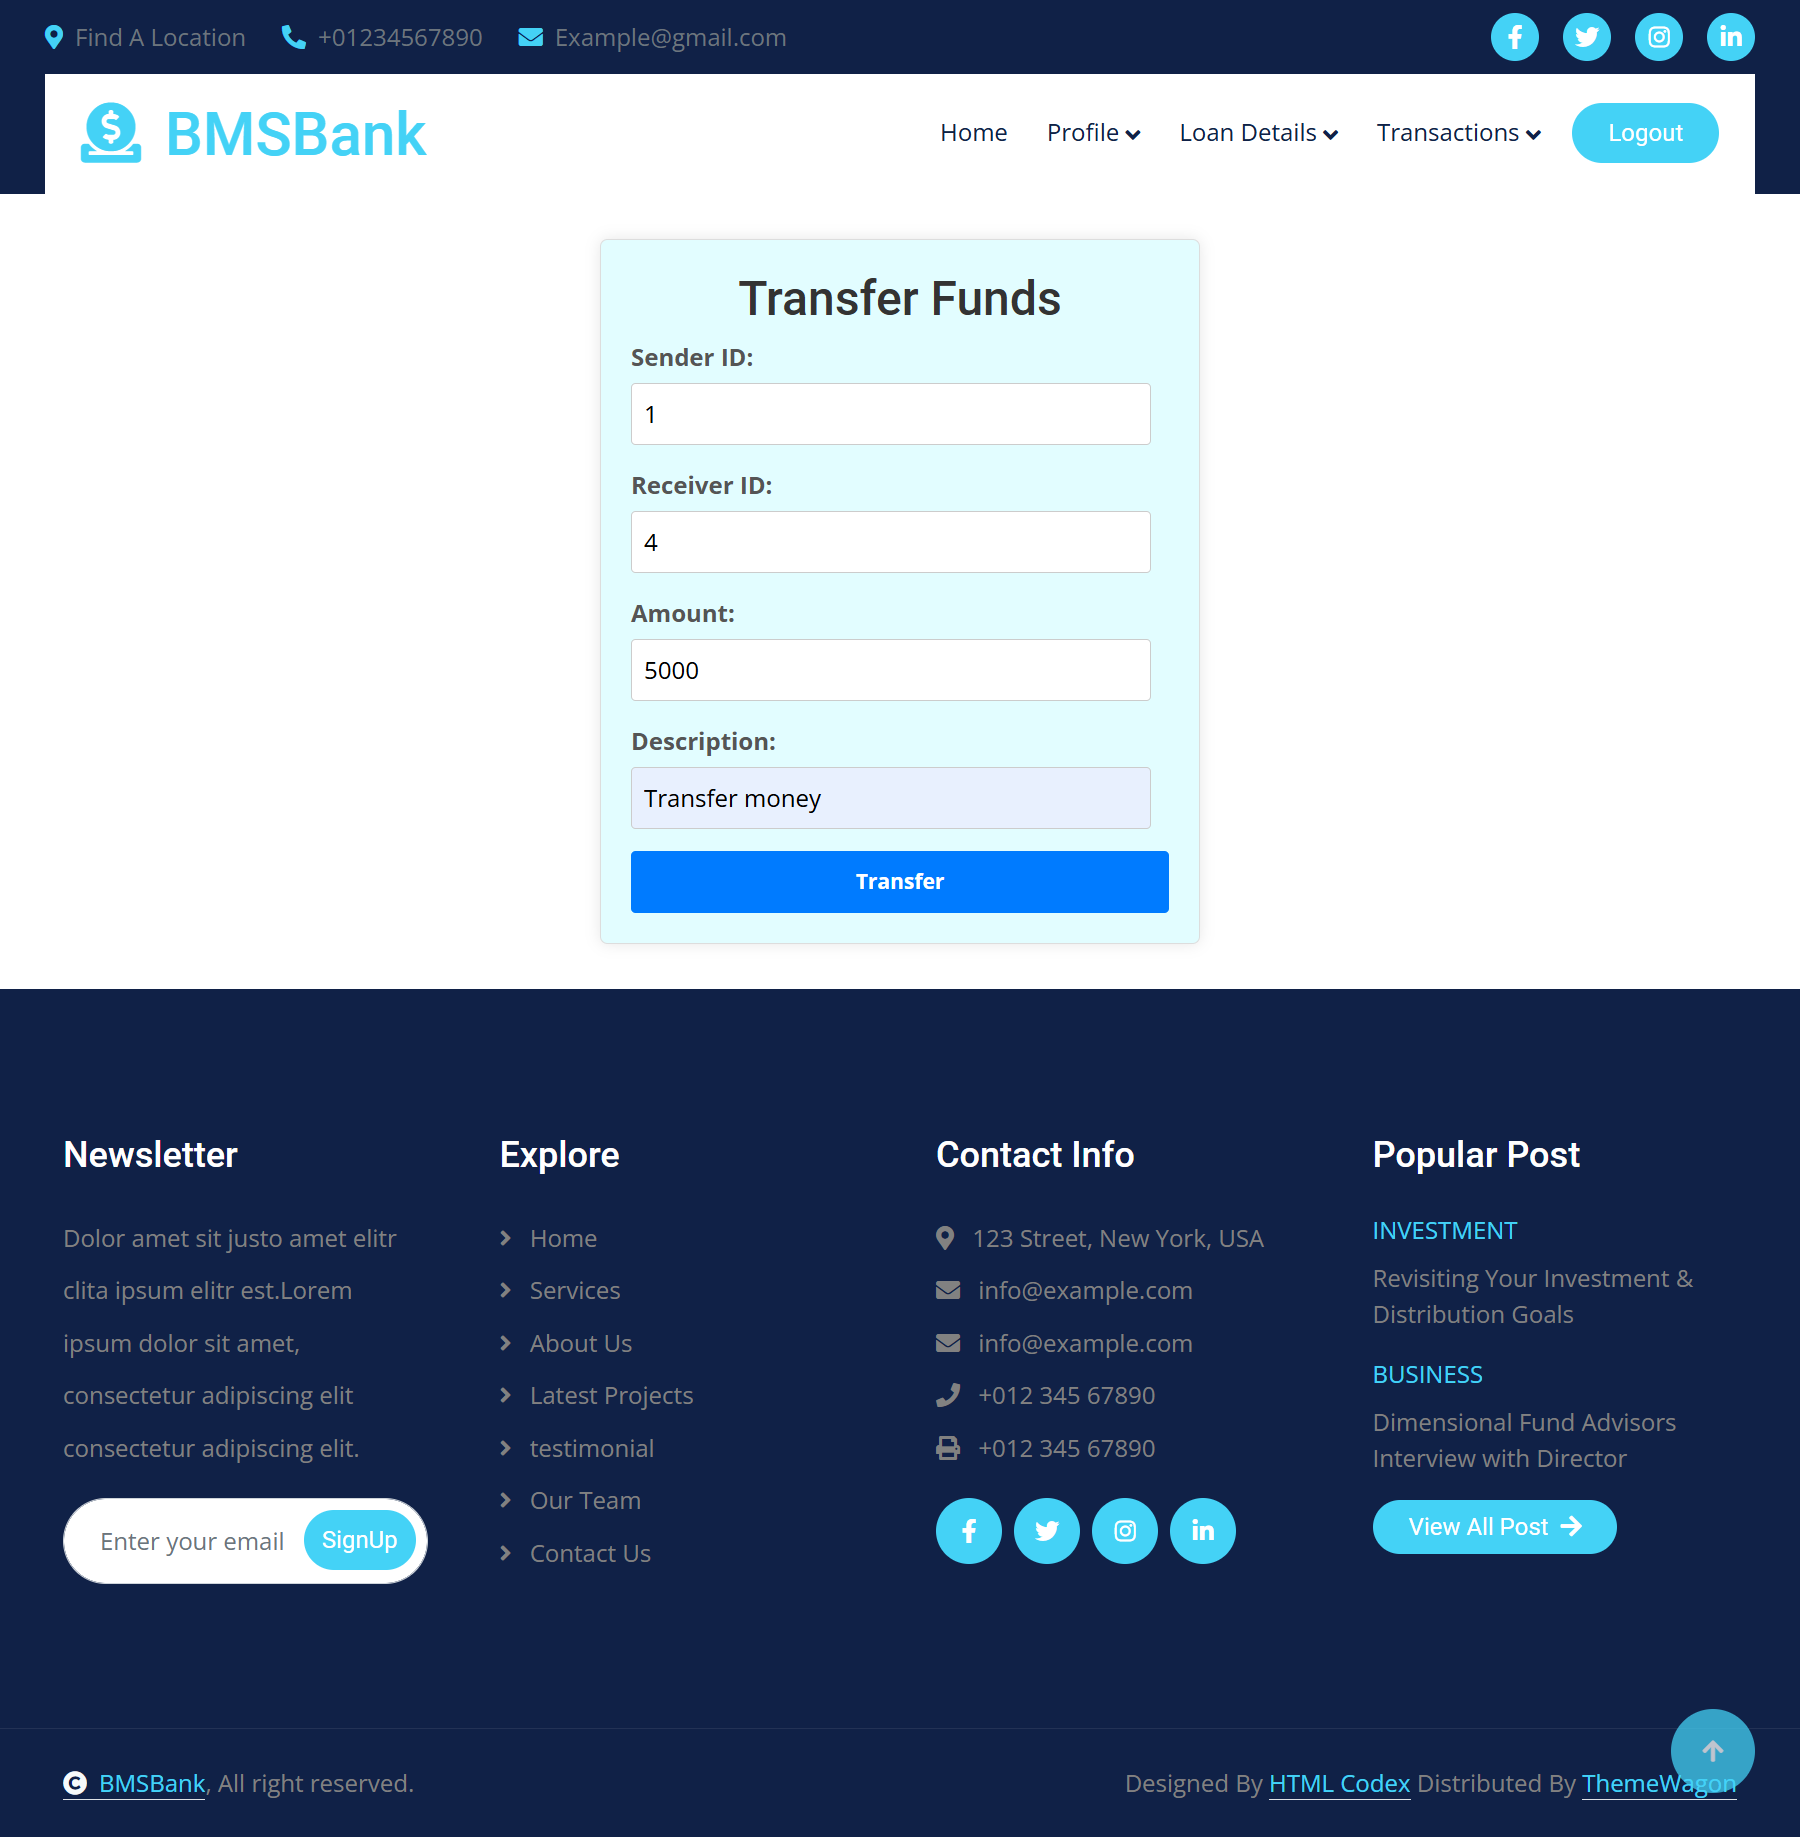 Find A Location
+01234567890
Example@gmail.com
BMSBank
Home
Profile
Loan Details
Transactions
Logout
Transfer Funds
Sender ID:
1
Receiver ID:
4
Amount:
5000
Description:
Transfer money
Transfer
Newsletter
Dolor amet sit justo amet elitr
clita ipsum elitr est.Lorem
ipsum dolor sit amet,
consectetur adipiscing elit
consectetur adipiscing elit.
Enter your email
SignUp
Explore
Home
Services
About Us
Latest Projects
testimonial
Our Team
Contact Us
Contact Info
123 Street, New York, USA
info@example.com
info@example.com
+012 345 67890
+012 345 67890
Popular Post
INVESTMENT
Revisiting Your Investment &
Distribution Goals
BUSINESS
Dimensional Fund Advisors
Interview with Director
View All Post
BMSBank, All right reserved.
Designed By HTML Codex Distributed By ThemeWagon